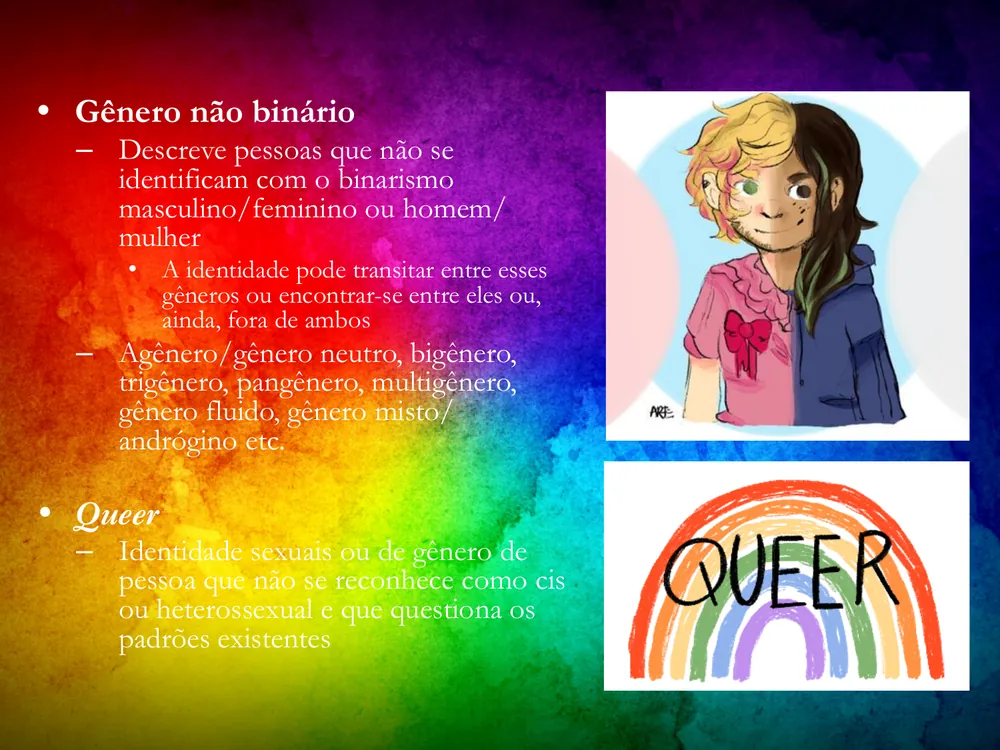 • Gênero não binário
– Descreve pessoas que não se
identificam com o binarismo
masculino/feminino ou homem/
mulher
• A identidade pode transitar entre esses
gêneros ou encontrar-se entre eles ou,
ainda, fora de ambos
– Agênero/gênero neutro, bigênero,
trigênero, pangênero, multigênero,
gênero fluido, gênero misto/
andrógino etc.
• Queer
– Identidade sexuais ou de gênero de
pessoa que não se reconhece como cis
ou heterossexual e que questiona os
padrões existentes
QUEER